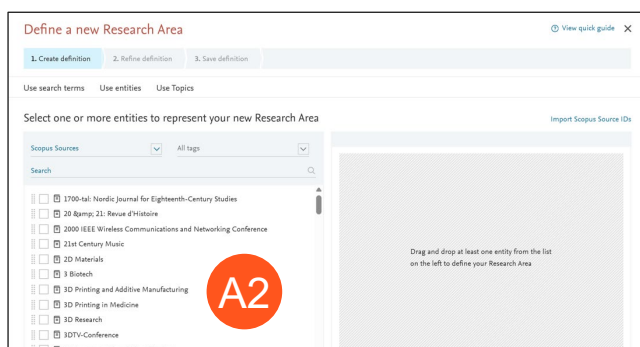 Define a new Research Area
View quick guide
1. Create definition 2. Refine definition 3. Save definition
Use search terms Use entities Use Topics
Select one or more entities to represent your new Research Area
Import Scopus Source IDs
Scopus Sources All tags
Search
1700-tal: Nordic Journal for Eighteenth-Century Studies
20 &amp; 21: Revue d'Histoire
2000 IEEE Wireless Communications and Networking Conference
21st Century Music
2D Materials
3 Biotech
3D Printing and Additive Manufacturing
3D Printing in Medicine
3D Research
3DTV-Conference
A2
Drag and drop at least one entity from the list
on the left to define your Research Area